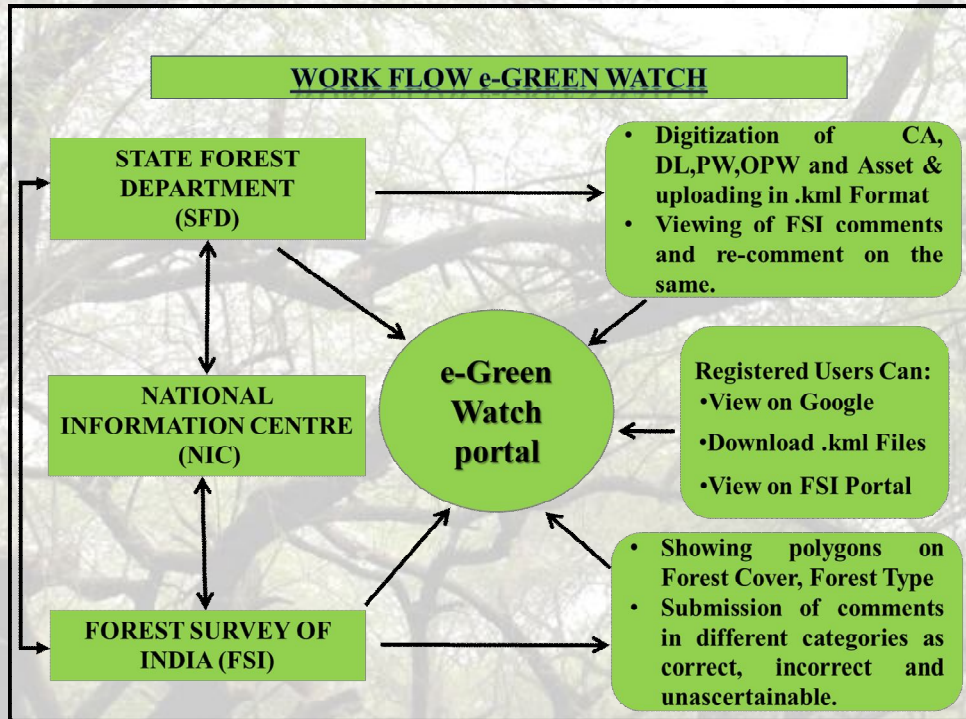 WORK FLOW e-GREEN WATCH
STATE FOREST
DEPARTMENT
(SFD)
• Digitization of CA,
DL,PW,OPW and Asset &
uploading in .kml Format
• Viewing of FSI comments
and re-comment on the
same.
NATIONAL
INFORMATION CENTRE
(NIC)
e-Green
Watch
portal
Registered Users Can:
•View on Google
•Download .kml Files
•View on FSI Portal
FOREST SURVEY OF
INDIA (FSI)
• Showing polygons on
Forest Cover, Forest Type
• Submission of comments
in different categories as
correct, incorrect and
unascertainable.